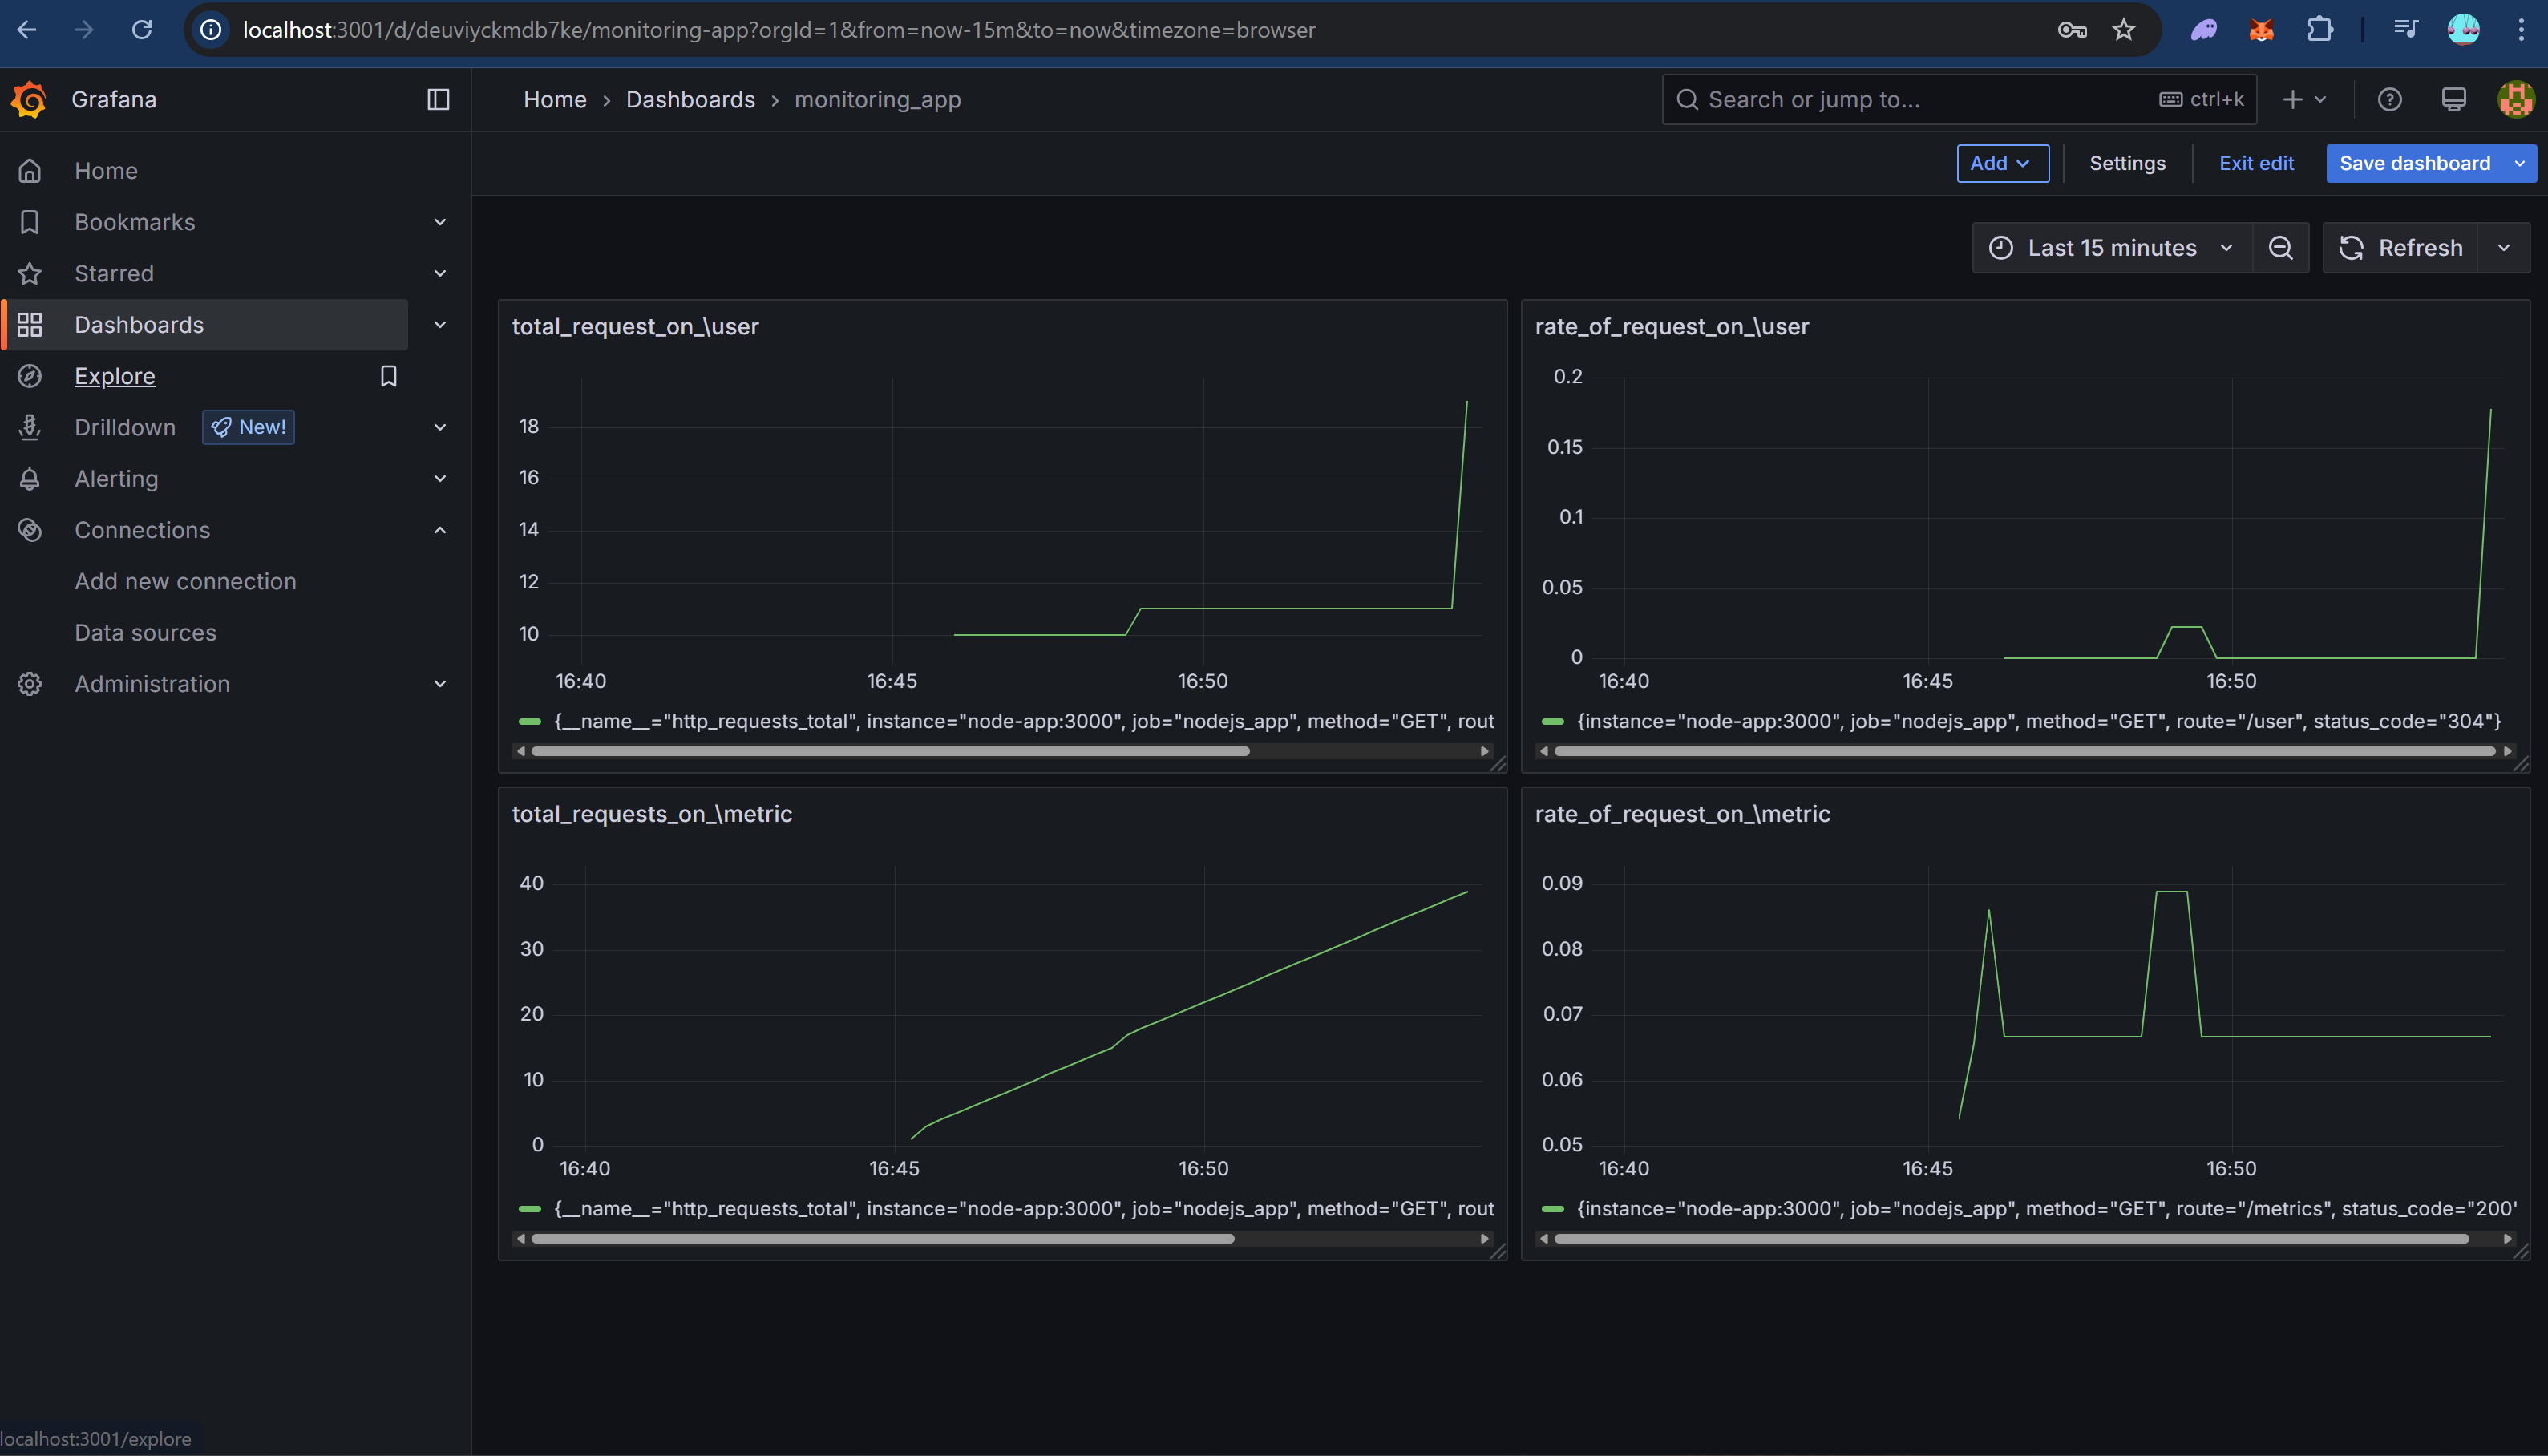 localhost:3001/d/deuviyckmdb7ke/monitoring-app?orgId=1&from=now-15m&to=now&timezone=browser
Grafana
Home › Dashboards › monitoring_app
Search or jump to... ctrl+k
Add Settings Exit edit Save dashboard
Home
Bookmarks
Starred
Dashboards
Explore
Drilldown New!
Alerting
Connections
Add new connection
Data sources
Administration
Last 15 minutes Refresh
total_request_on_\user
18
16
14
12
10
16:40 16:45 16:50
{__name__="http_requests_total", instance="node-app:3000", job="nodejs_app", method="GET", rout
rate_of_request_on_\user
0.2
0.15
0.1
0.05
0
16:40 16:45 16:50
{instance="node-app:3000", job="nodejs_app", method="GET", route="/user", status_code="304"}
total_requests_on_\metric
40
30
20
10
0
16:40 16:45 16:50
{__name__="http_requests_total", instance="node-app:3000", job="nodejs_app", method="GET", rout
rate_of_request_on_\metric
0.09
0.08
0.07
0.06
0.05
16:40 16:45 16:50
{instance="node-app:3000", job="nodejs_app", method="GET", route="/metrics", status_code="200"
localhost:3001/explore